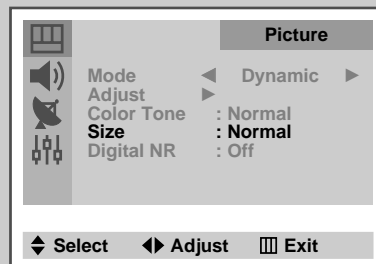 Picture
Mode ◀ Dynamic ▶
Adjust ▶
Color Tone : Normal
Size : Normal
Digital NR : Off
Select Adjust Exit